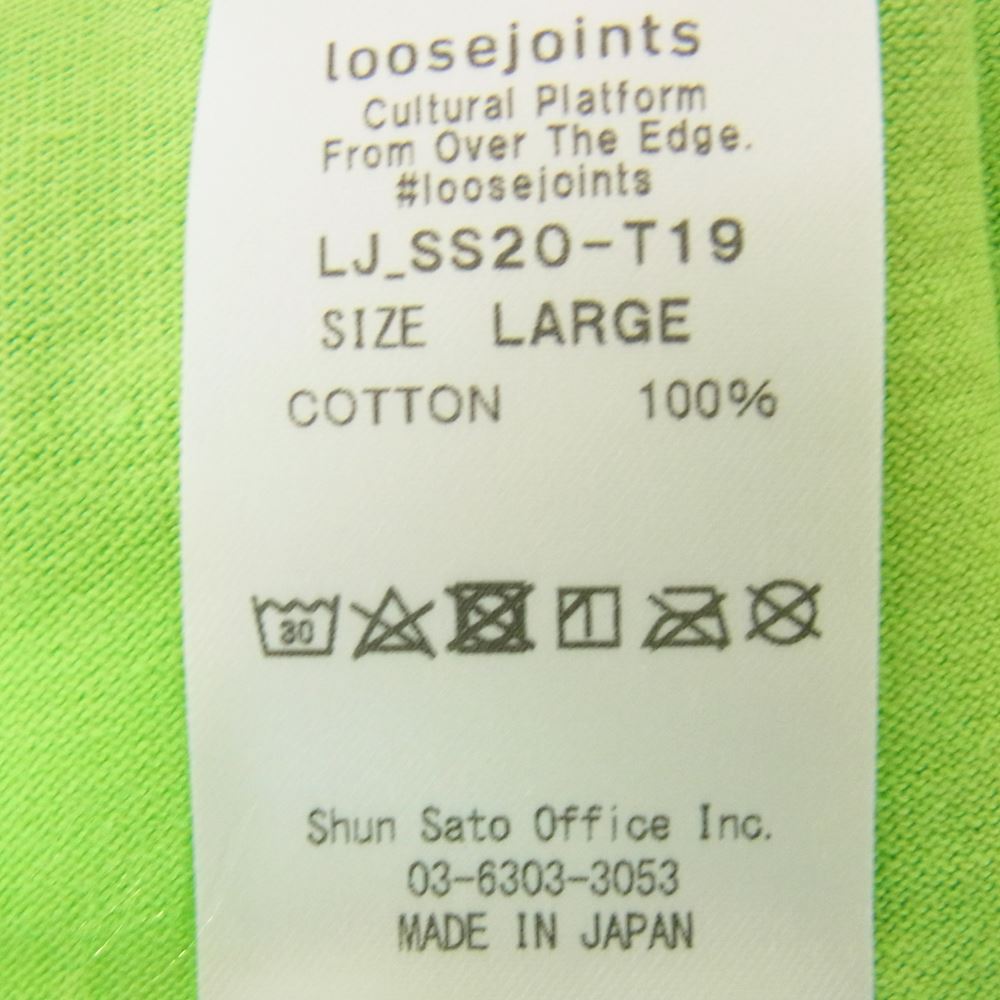 loosejoints
Cultural Platform
From Over The Edge.
#loosejoints
LJ_SS20-T19
SIZE LARGE
COTTON 100%
30
Shun Sato Office Inc.
03-6303-3053
MADE IN JAPAN